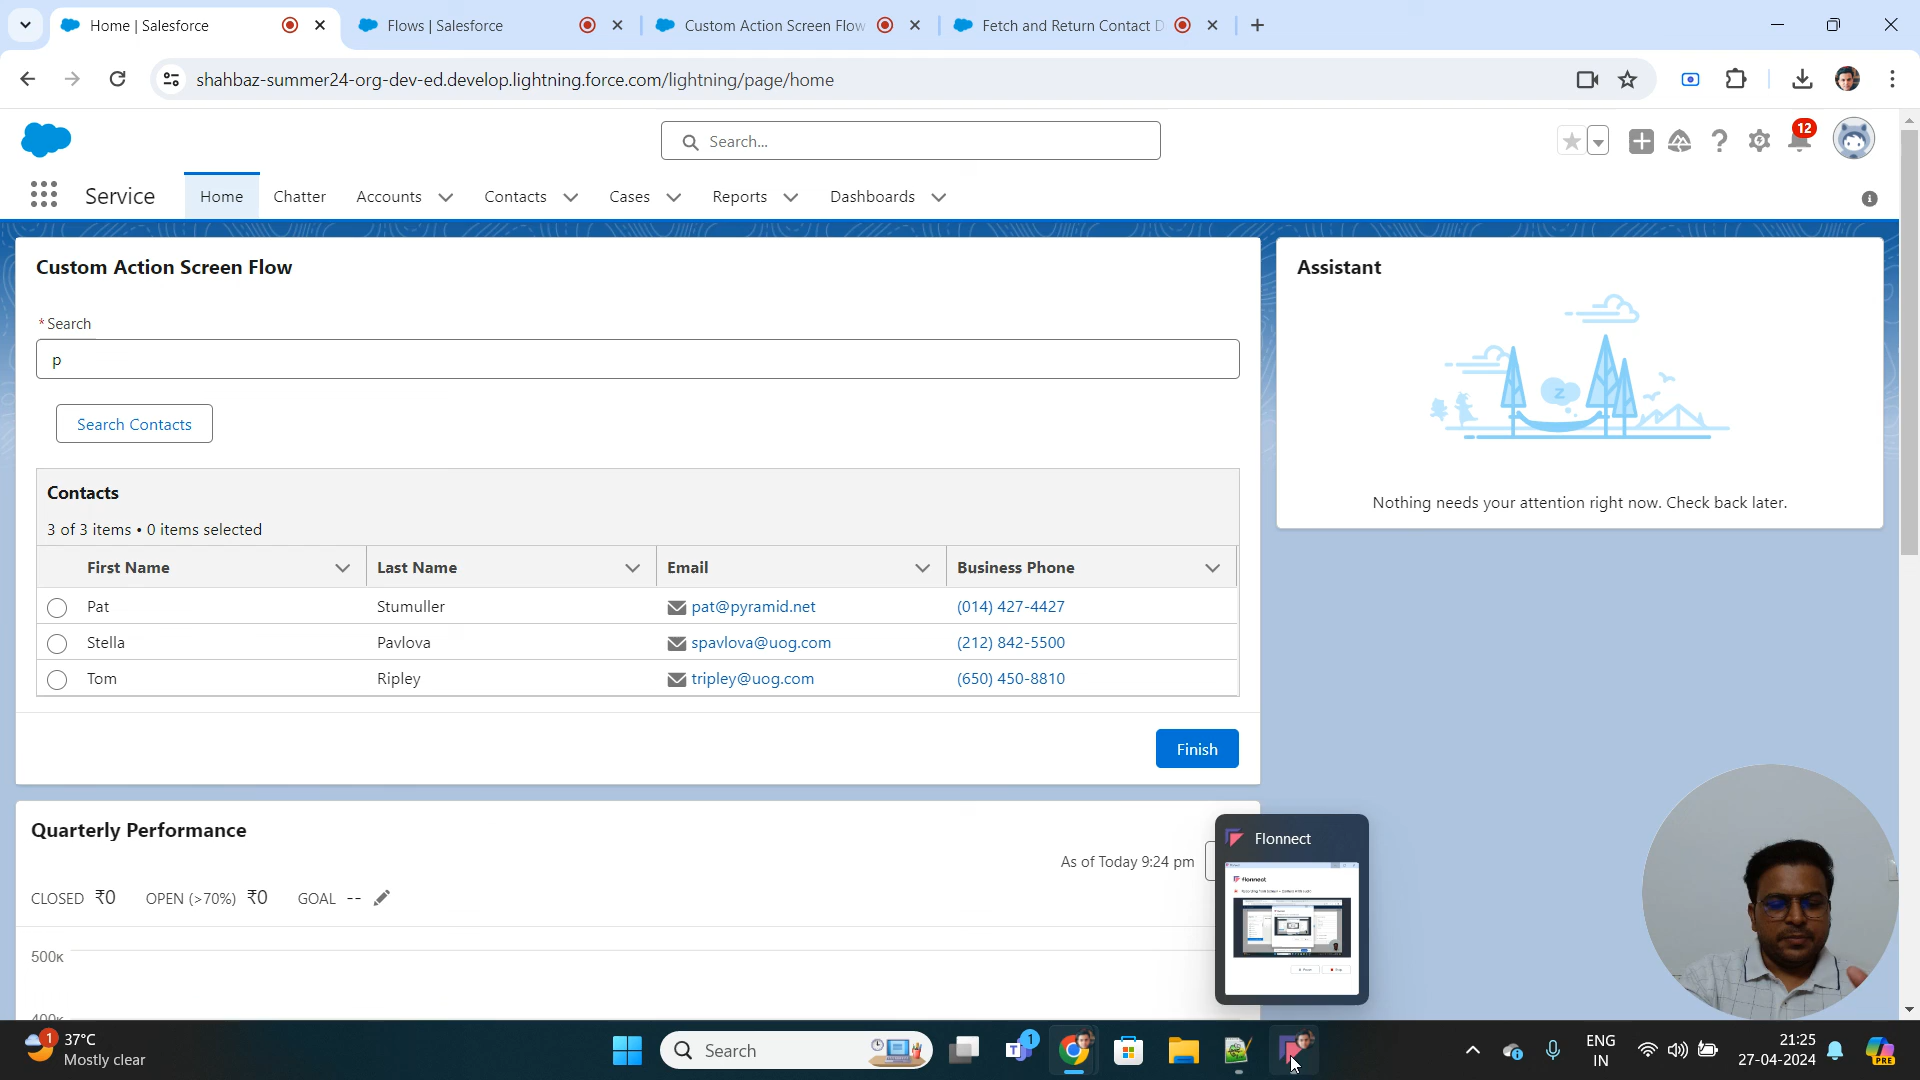 Home | Salesforce
Flows | Salesforce
Custom Action Screen Flow
Fetch and Return Contact D
shahbaz-summer24-org-dev-ed.develop.lightning.force.com/lightning/page/home
Search...
12
Service
Home
Chatter
Accounts
Contacts
Cases
Reports
Dashboards
Custom Action Screen Flow
*Search
p
Search Contacts
Contacts
3 of 3 items • 0 items selected
First Name Last Name Email Business Phone
Pat Stumuller pat@pyramid.net (014) 427-4427
Stella Pavlova spavlova@uog.com (212) 842-5500
Tom Ripley tripley@uog.com (650) 450-8810
Finish
Assistant
z
Nothing needs your attention right now. Check back later.
Quarterly Performance
As of Today 9:24 pm
CLOSED ₹0 OPEN (>70%) ₹0 GOAL --
500K
400K
Flonnect
flonnect
1
37°C
Mostly clear
Search
1
ENG
IN
21:25
27-04-2024
PRE